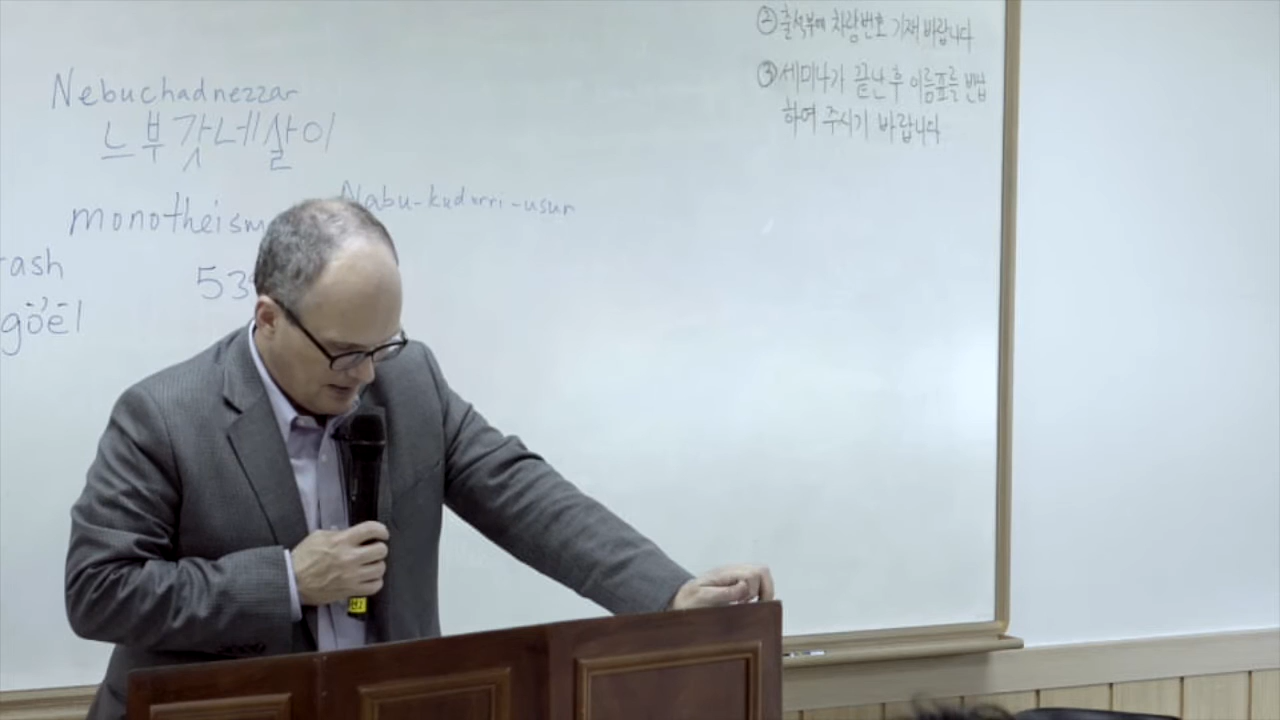 Nebuchadnezzar
느부갓네살이
Nabu-kudurri-usur
monotheism
rash
53
gō'ēl
② 출석부에 차량번호 기재 바랍니다
③ 세미나가 끝난 후 이름표를 반납
하여 주시기 바랍니다